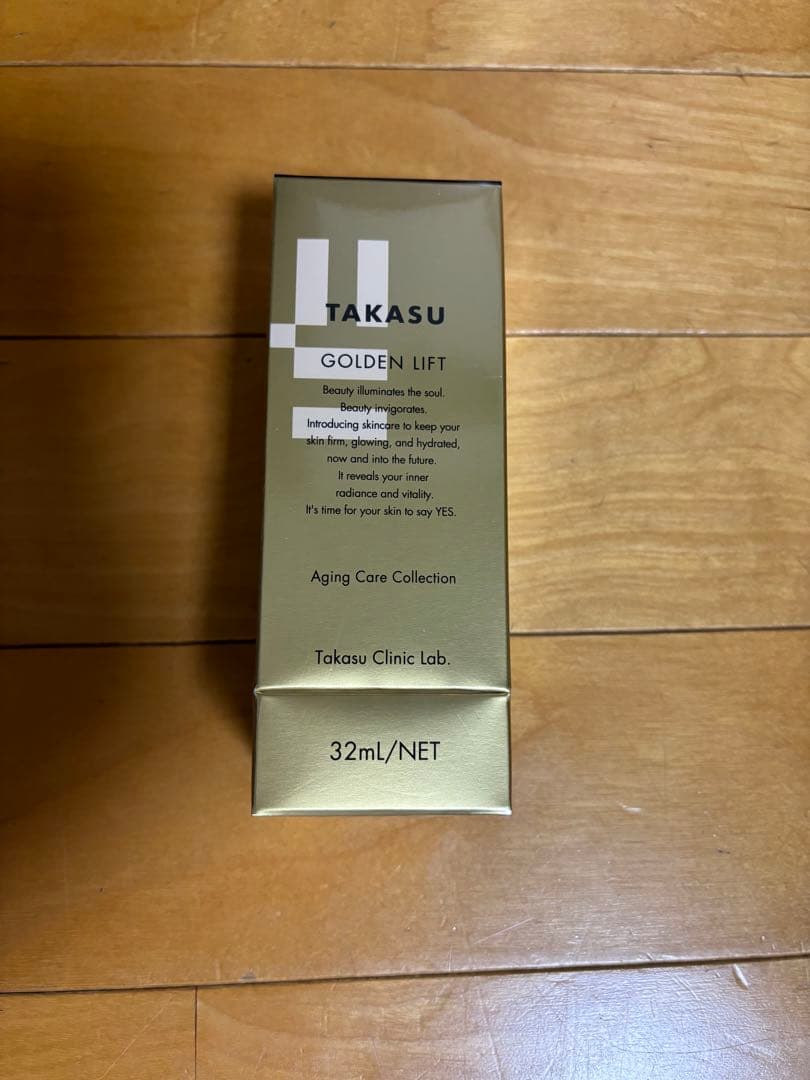 TAKASU
GOLDEN LIFT
Beauty illuminates the soul.
Beauty invigorates.
Introducing skincare to keep your
skin firm, glowing, and hydrated,
now and into the future.
It reveals your inner
radiance and vitality.
It's time for your skin to say YES.
Aging Care Collection
Takasu Clinic Lab.
32mL/NET